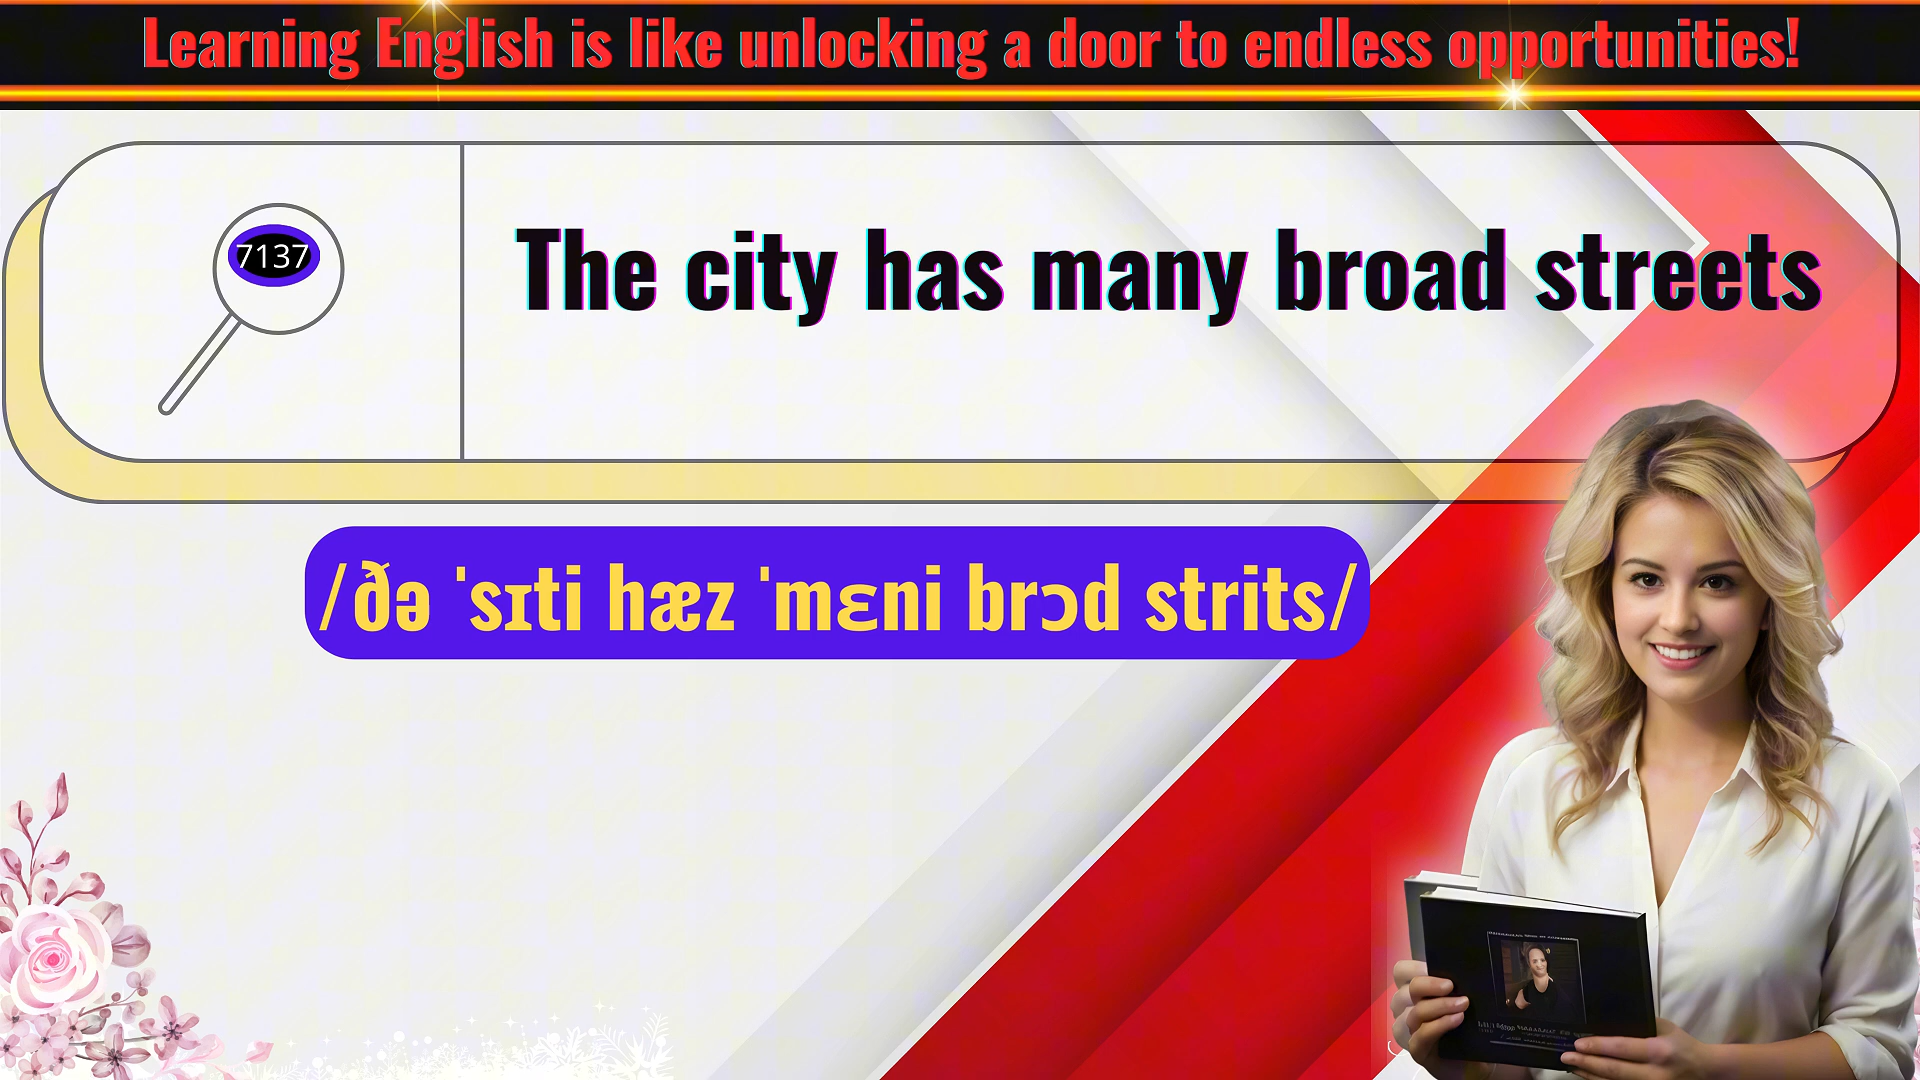 Learning English is like unlocking a door to endless opportunities!
7137
The city has many broad streets
/ðə ˈsɪti hæz ˈmɛni brɔd strits/